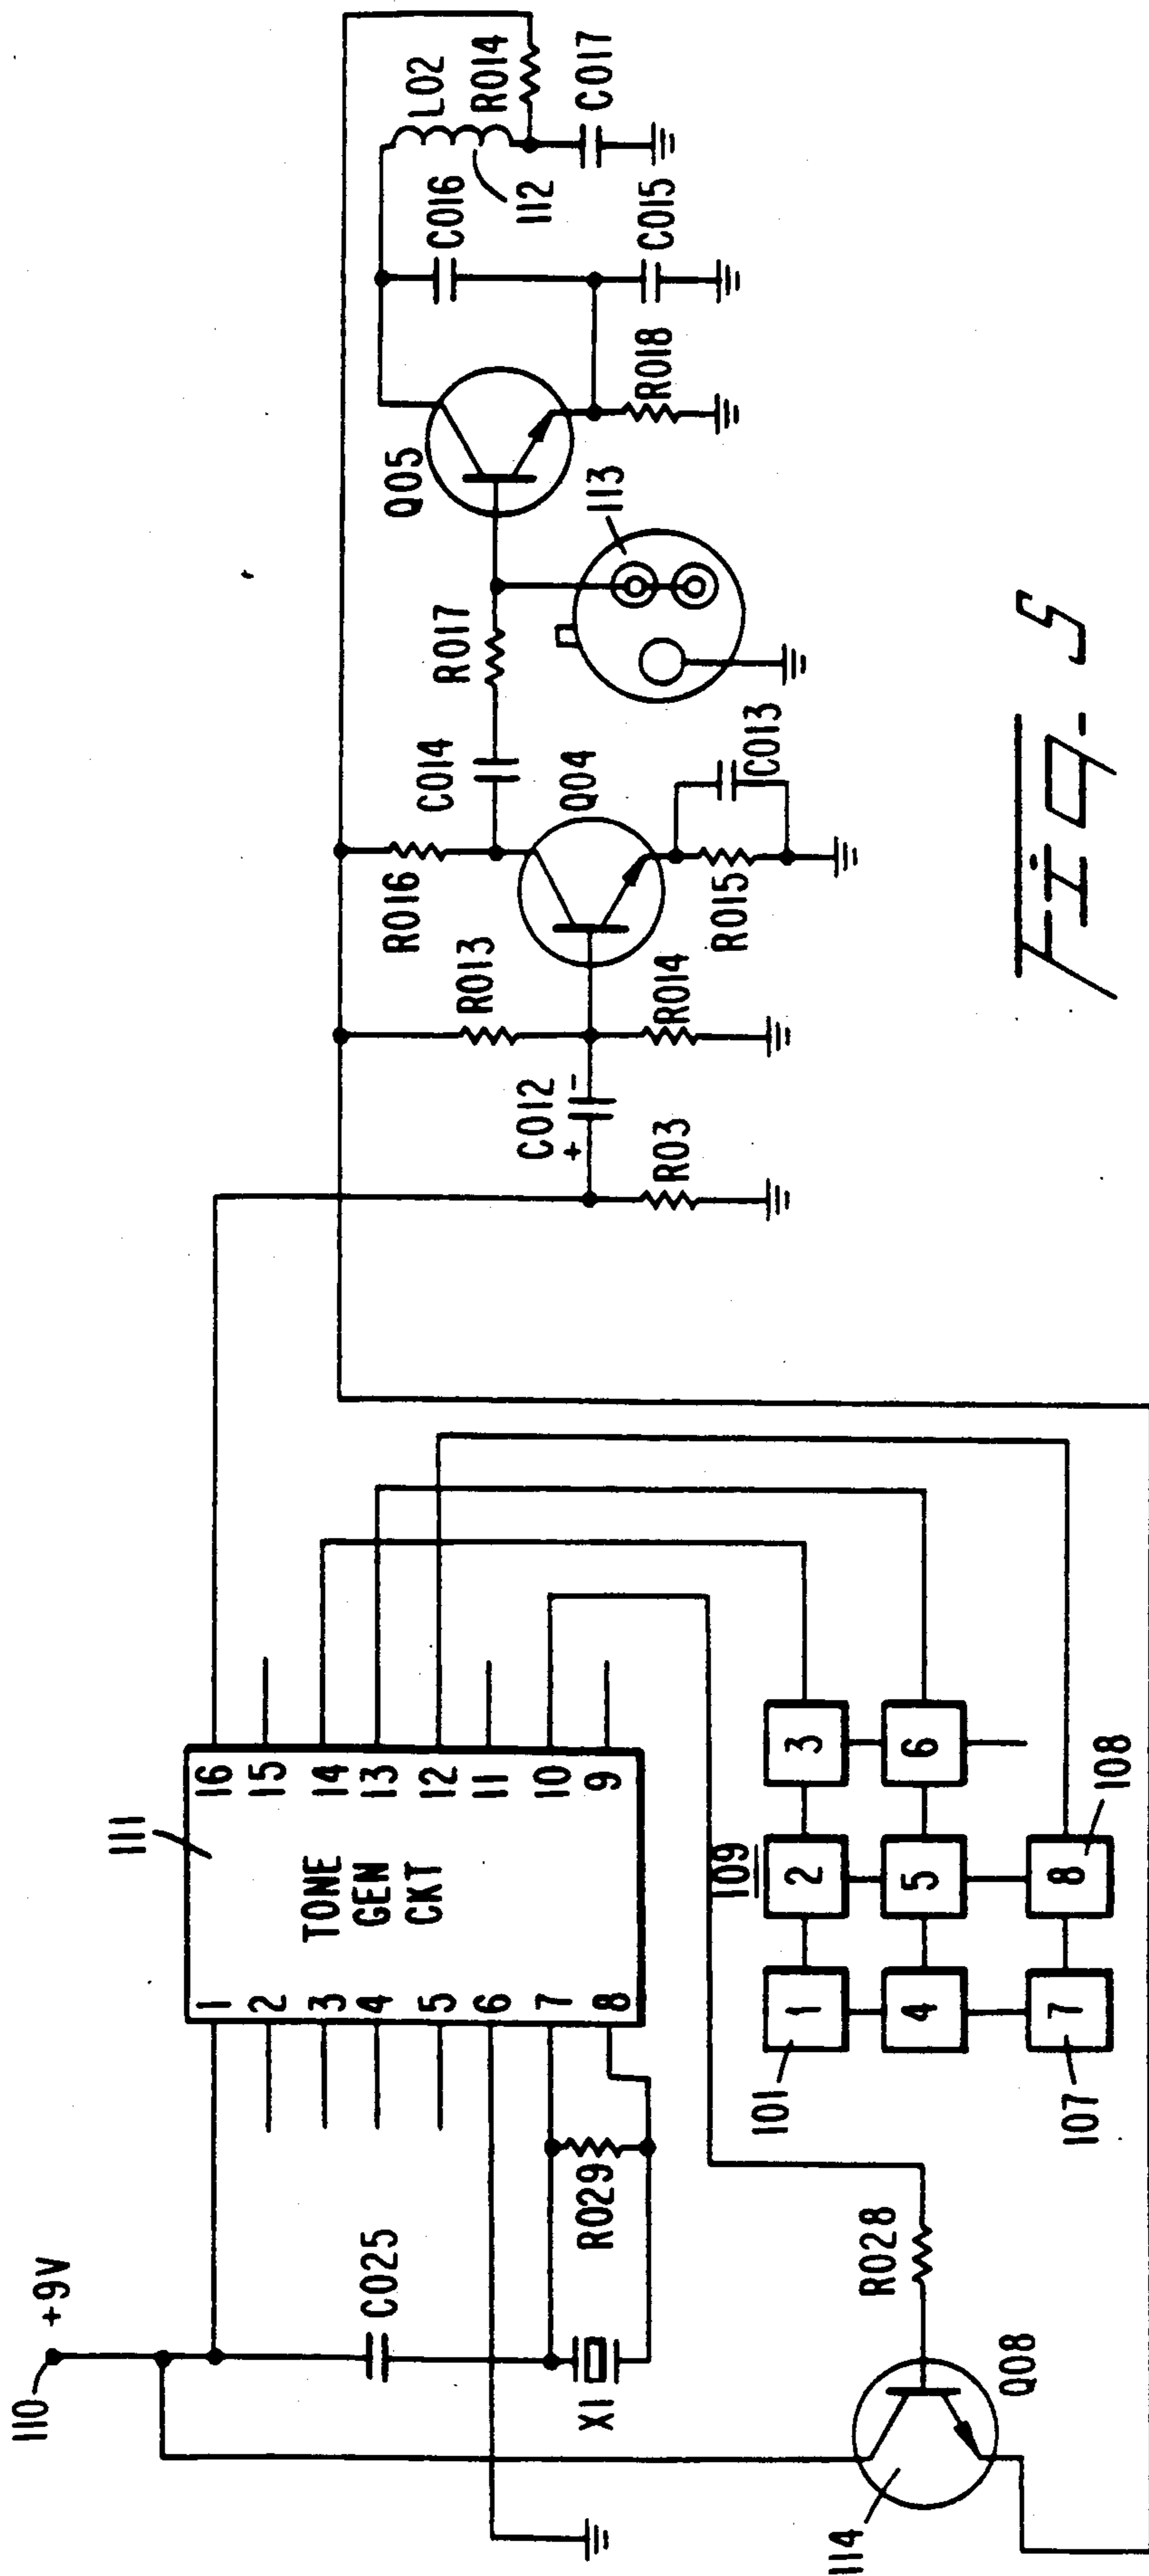 110
+9V
111
1
2
3
4
5
6
7
8
TONE
GEN
CKT
16
15
14
13
12
11
10
9
C025
X1
R029
R028
Q08
114
109
101
1
2
3
4
5
6
107
7
8
108
C012
+
-
R03
R013
R014
R016
Q04
R015
C013
C014
R017
113
Q05
R018
C016
C015
L02
112
R014
C017
FIG. 5